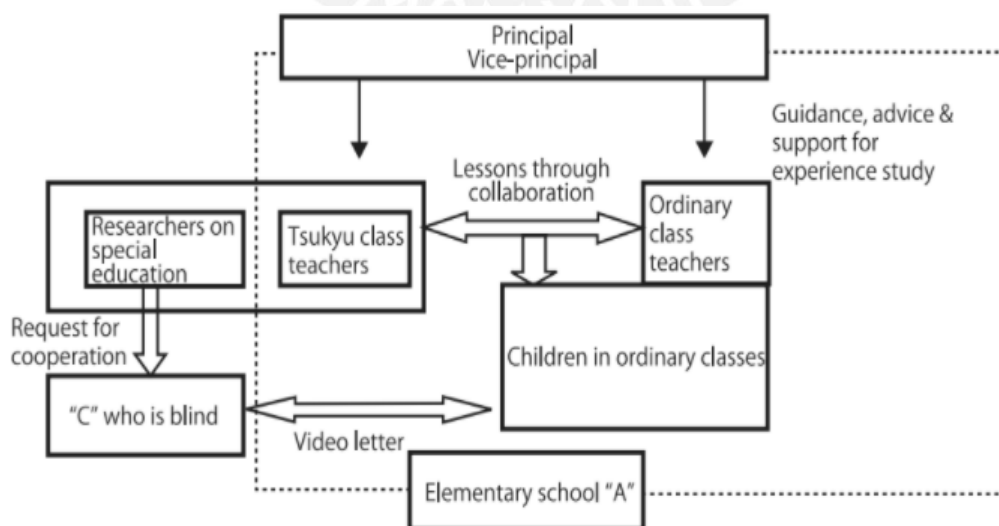 Principal
Vice-principal
Guidance, advice &
support for
experience study
Lessons through
collaboration
Researchers on
special
education
Tsukyu class
teachers
Ordinary
class
teachers
Request for
cooperation
Children in ordinary classes
"C" who is blind
Video letter
Elementary school "A"